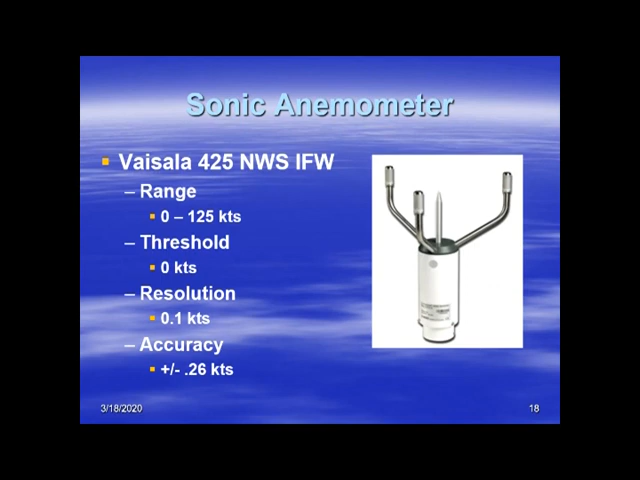 Sonic Anemometer
Vaisala 425 NWS IFW
– Range
0 – 125 kts
– Threshold
0 kts
– Resolution
0.1 kts
– Accuracy
+/- .26 kts
3/18/2020
18